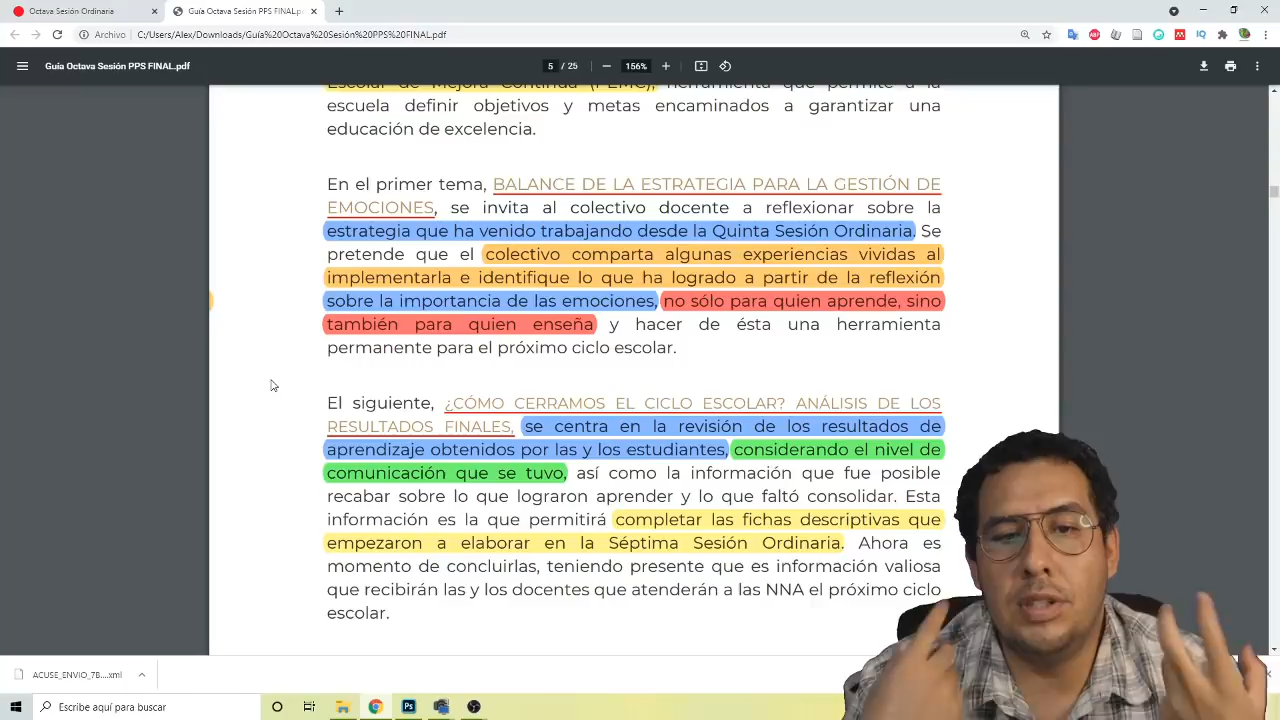 Octava Sesión Ordinaria
Guía Octava Sesión PPS FINAL.pdf
Archivo
C:/Users/Alex/Downloads/Guía%20Octava%20Sesión%20PPS%20FINAL.pdf
Guía Octava Sesión PPS FINAL.pdf
5 / 25
156%
Escolar de Mejora Continua (PEMC), herramienta que permite a la
escuela definir objetivos y metas encaminados a garantizar una
educación de excelencia.
En el primer tema, BALANCE DE LA ESTRATEGIA PARA LA GESTIÓN DE
EMOCIONES, se invita al colectivo docente a reflexionar sobre la
estrategia que ha venido trabajando desde la Quinta Sesión Ordinaria. Se
pretende que el colectivo comparta algunas experiencias vividas al
implementarla e identifique lo que ha logrado a partir de la reflexión
sobre la importancia de las emociones, no sólo para quien aprende, sino
también para quien enseña y hacer de ésta una herramienta
permanente para el próximo ciclo escolar.
El siguiente, ¿CÓMO CERRAMOS EL CICLO ESCOLAR? ANÁLISIS DE LOS
RESULTADOS FINALES, se centra en la revisión de los resultados de
aprendizaje obtenidos por las y los estudiantes, considerando el nivel de
comunicación que se tuvo, así como la información que fue posible
recabar sobre lo que lograron aprender y lo que faltó consolidar. Esta
información es la que permitirá completar las fichas descriptivas que
empezaron a elaborar en la Séptima Sesión Ordinaria. Ahora es
momento de concluirlas, teniendo presente que es información valiosa
que recibirán las y los docentes que atenderán a las NNA el próximo ciclo
escolar.
ACUSE_ENVIO_7B....xml
Escribe aquí para buscar